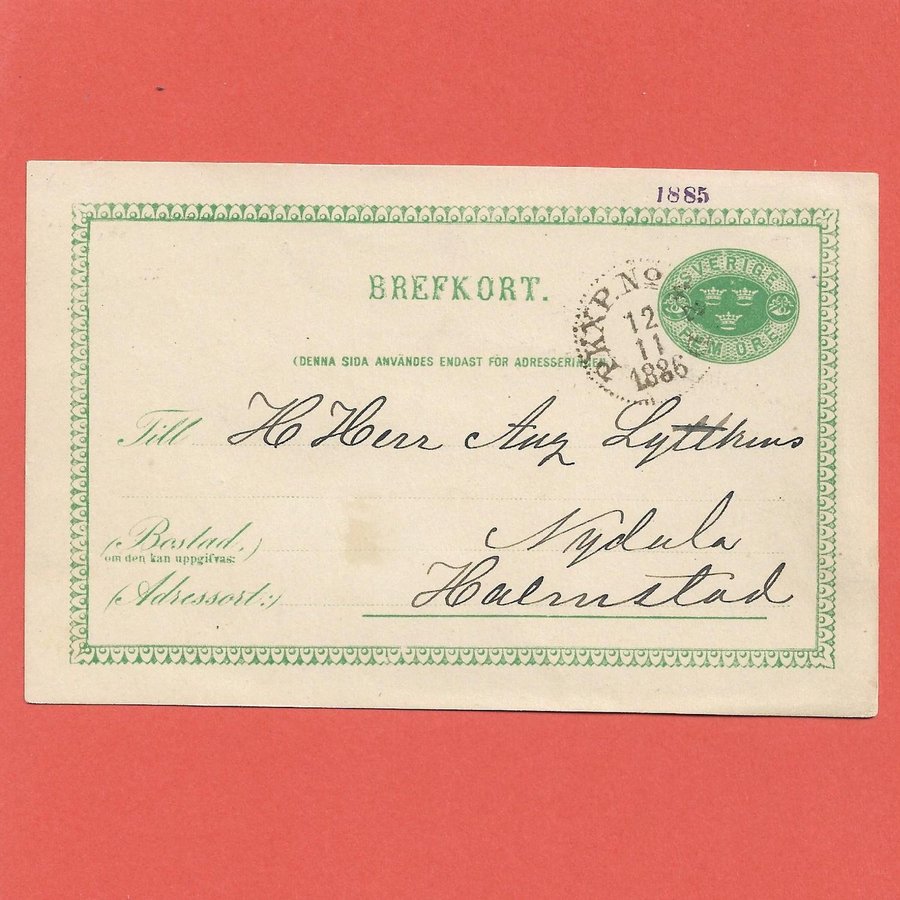 1885
BREFKORT.
SVERIGE
FEM ÖRE
PKXP. No
12
11
1886
(DENNA SIDA ANVÄNDES ENDAST FÖR ADRESSERINGEN.)
Till H Herr Aug Lyttkens
(Bostad.) Nydala
om den kan uppgifvas:
(Adressort:) Halmstad